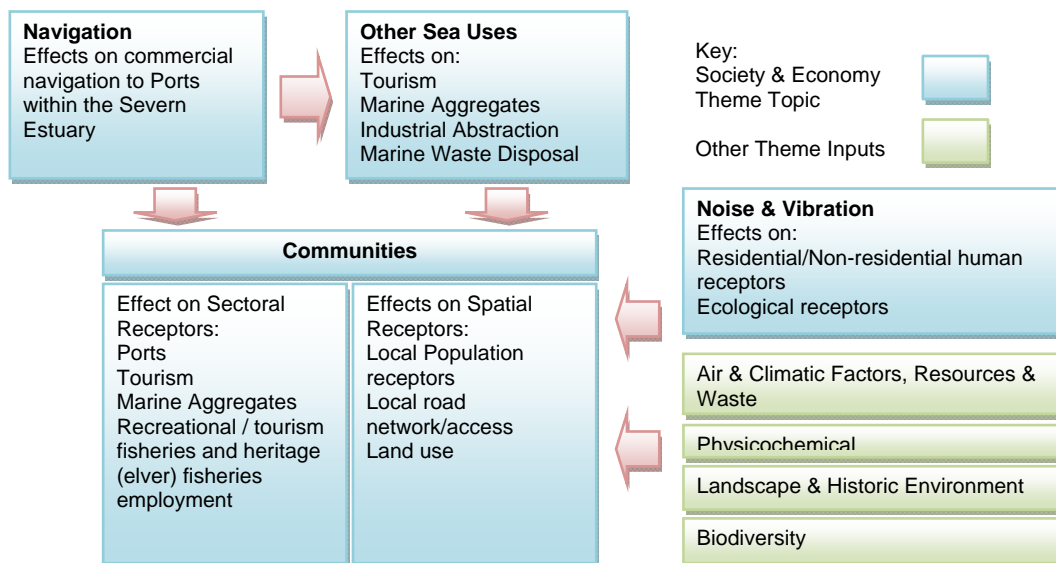 Navigation
Effects on commercial
navigation to Ports
within the Severn
Estuary
Other Sea Uses
Effects on:
Tourism
Marine Aggregates
Industrial Abstraction
Marine Waste Disposal
Key:
Society & Economy
Theme Topic
Other Theme Inputs
Communities
Effect on Sectoral
Receptors:
Ports
Tourism
Marine Aggregates
Recreational / tourism
fisheries and heritage
(elver) fisheries
employment
Effects on Spatial
Receptors:
Local Population
receptors
Local road
network/access
Land use
Noise & Vibration
Effects on:
Residential/Non-residential human
receptors
Ecological receptors
Air & Climatic Factors, Resources &
Waste
Physicochemical
Landscape & Historic Environment
Biodiversity